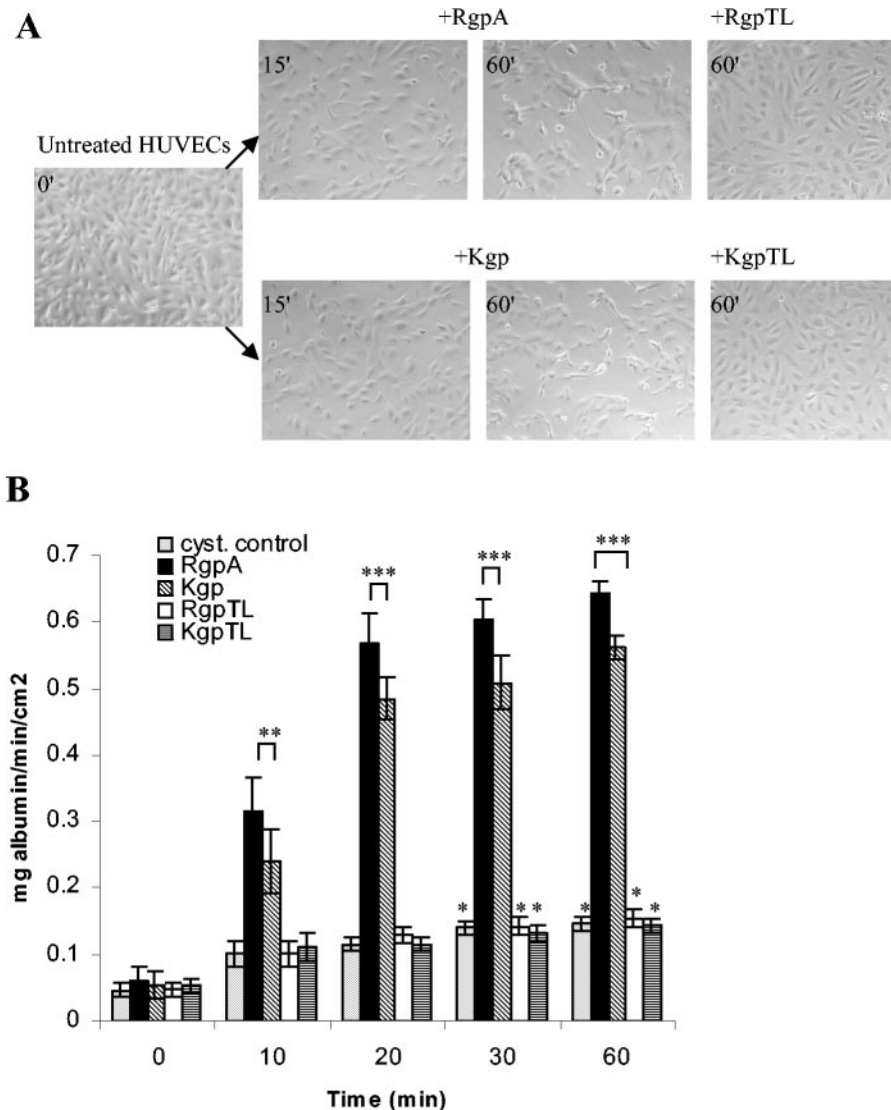 A
+RgpA
+RgpTL
15'
60'
60'
Untreated HUVECs
0'
+Kgp
+KgpTL
15'
60'
60'
B
cyst. control
RgpA
Kgp
RgpTL
KgpTL
mg albumin/min/cm2
0.7
0.6
0.5
0.4
0.3
0.2
0.1
0
**
***
***
***
* * *
* * *
0 10 20 30 60
Time (min)